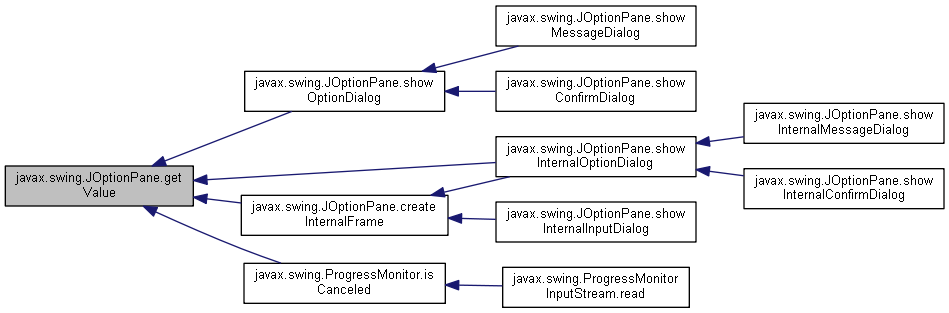 javax.swing.JOptionPane.show
MessageDialog
javax.swing.JOptionPane.show
OptionDialog
javax.swing.JOptionPane.show
ConfirmDialog
javax.swing.JOptionPane.show
InternalMessageDialog
javax.swing.JOptionPane.show
InternalOptionDialog
javax.swing.JOptionPane.get
Value
javax.swing.JOptionPane.show
InternalConfirmDialog
javax.swing.JOptionPane.create
InternalFrame
javax.swing.JOptionPane.show
InternalInputDialog
javax.swing.ProgressMonitor.is
Canceled
javax.swing.ProgressMonitor
InputStream.read